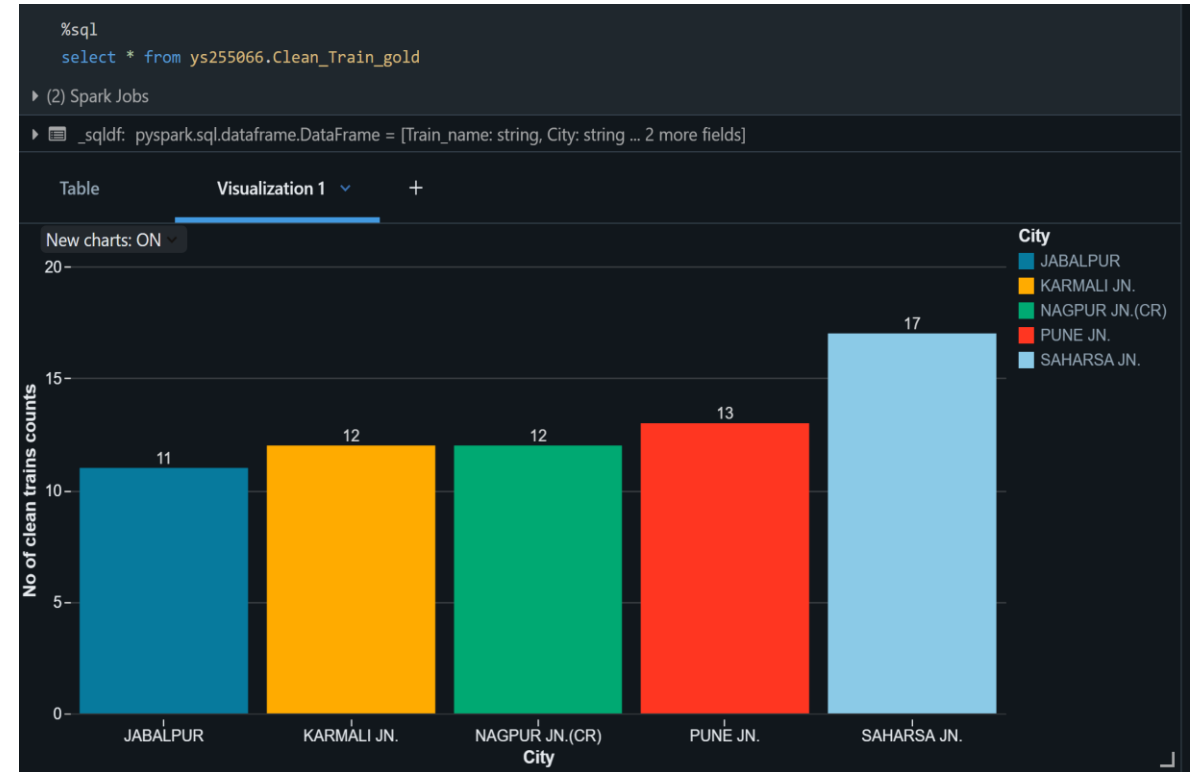 %sql
select * from ys255066.Clean_Train_gold
(2) Spark Jobs
_sqldf: pyspark.sql.dataframe.DataFrame = [Train_name: string, City: string ... 2 more fields]
Table Visualization 1 +
New charts: ON
City
JABALPUR
KARMALI JN.
NAGPUR JN.(CR)
PUNE JN.
SAHARSA JN.
No of clean trains counts
20
15
10
5
0
11
12
12
13
17
JABALPUR KARMALI JN. NAGPUR JN.(CR) PUNE JN. SAHARSA JN.
City